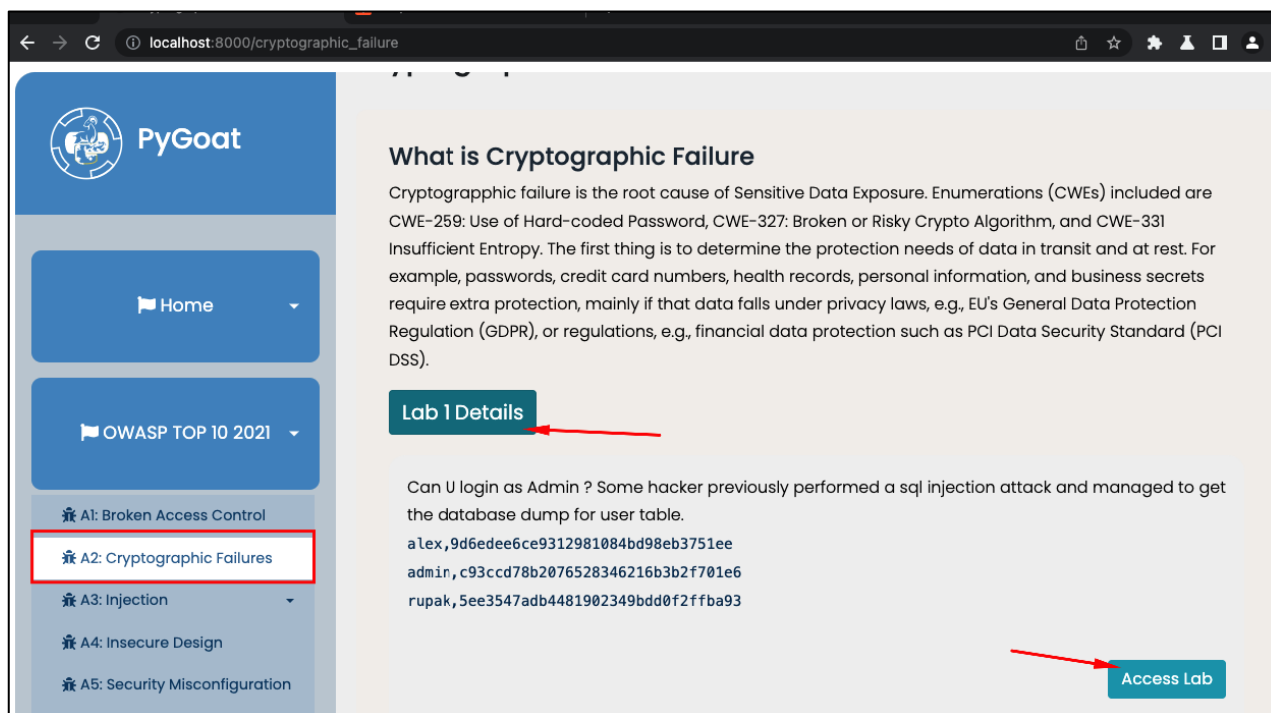 localhost:8000/cryptographic_failure
PyGoat
Home
OWASP TOP 10 2021
A1: Broken Access Control
A2: Cryptographic Failures
A3: Injection
A4: Insecure Design
A5: Security Misconfiguration
What is Cryptographic Failure
Cryptograpphic failure is the root cause of Sensitive Data Exposure. Enumerations (CWEs) included are
CWE-259: Use of Hard-coded Password, CWE-327: Broken or Risky Crypto Algorithm, and CWE-331
Insufficient Entropy. The first thing is to determine the protection needs of data in transit and at rest. For
example, passwords, credit card numbers, health records, personal information, and business secrets
require extra protection, mainly if that data falls under privacy laws, e.g., EU's General Data Protection
Regulation (GDPR), or regulations, e.g., financial data protection such as PCI Data Security Standard (PCI
DSS).
Lab 1 Details
Can U login as Admin ? Some hacker previously performed a sql injection attack and managed to get
the database dump for user table.
alex,9d6edee6ce9312981084bd98eb3751ee
admin,c93ccd78b2076528346216b3b2f701e6
rupak,5ee3547adb4481902349bdd0f2ffba93
Access Lab